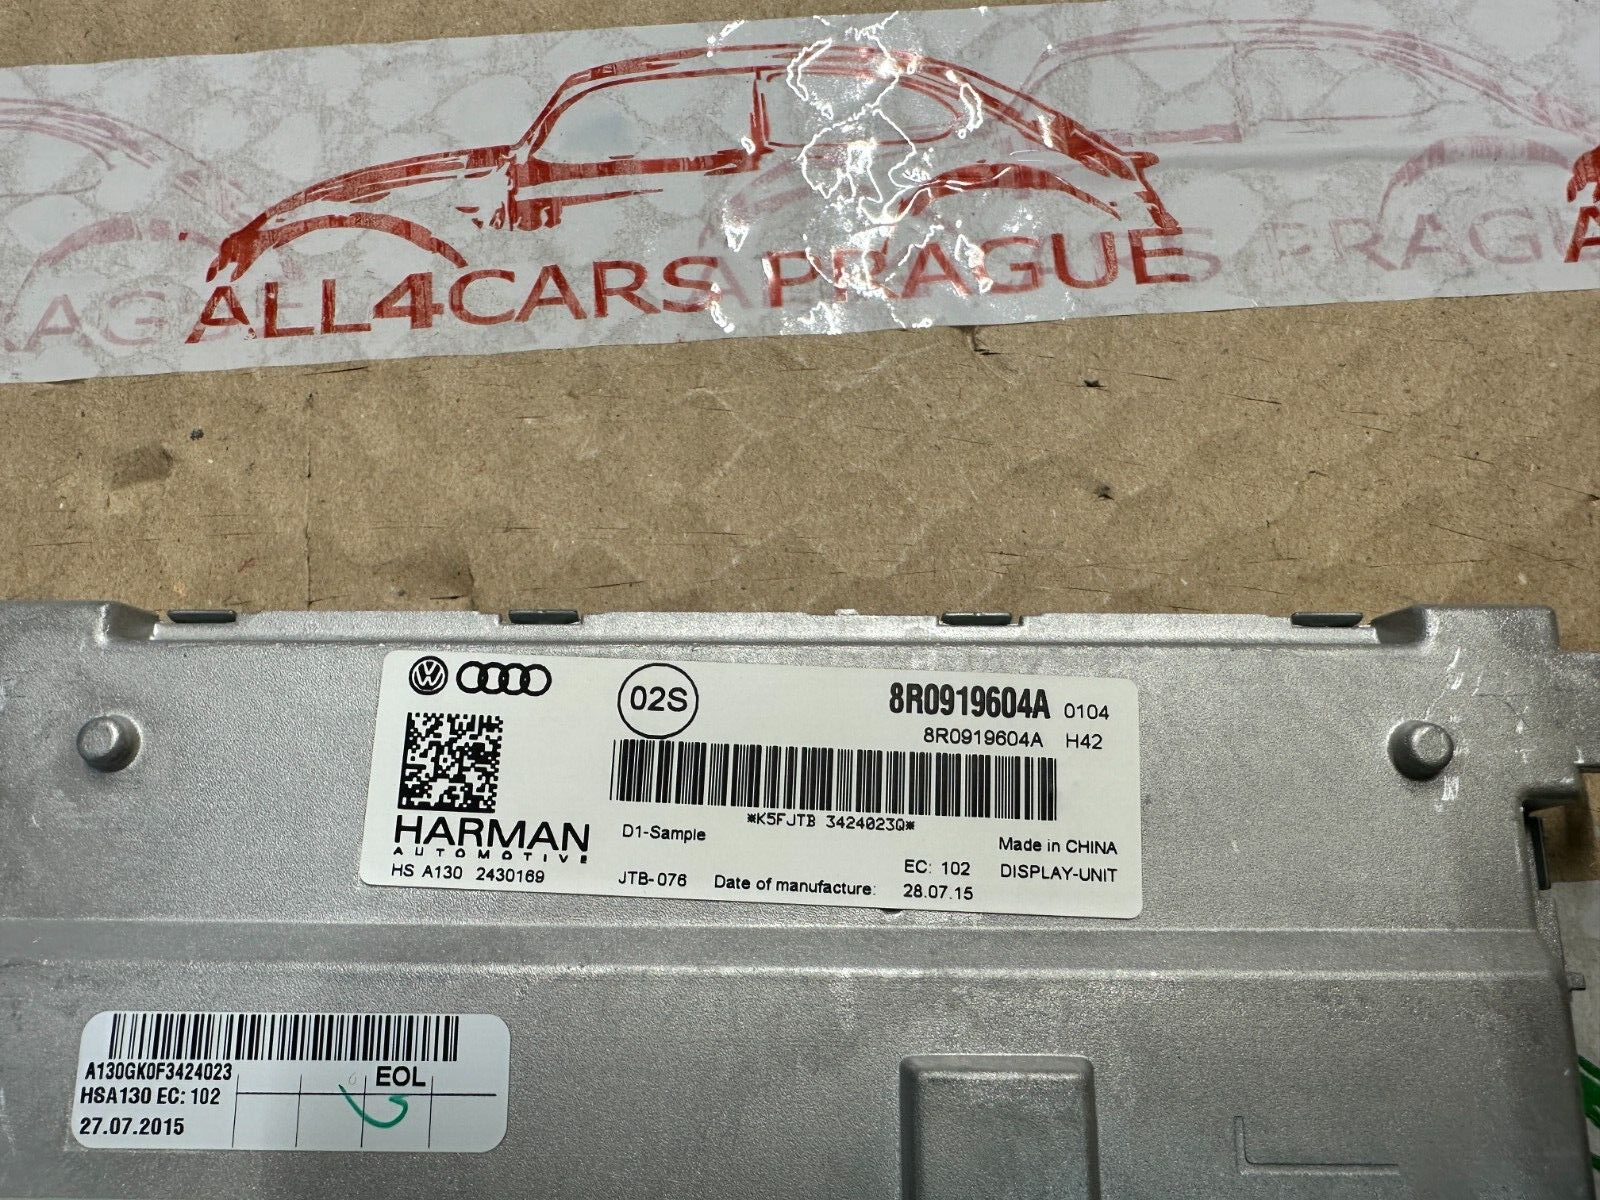 ALL4CARS PRAGUE
RAG
PRAGU
02S
8R0919604A 0104
8R0919604A H42
*K5FJTB 3424023Q*
HARMAN
AUTOMOTIVE
D1-Sample
Made in CHINA
HS A130 2430169
JTB-076
EC: 102
DISPLAY-UNIT
Date of manufacture: 28.07.15
A130GK0F3424023
EOL
HSA130 EC: 102
27.07.2015